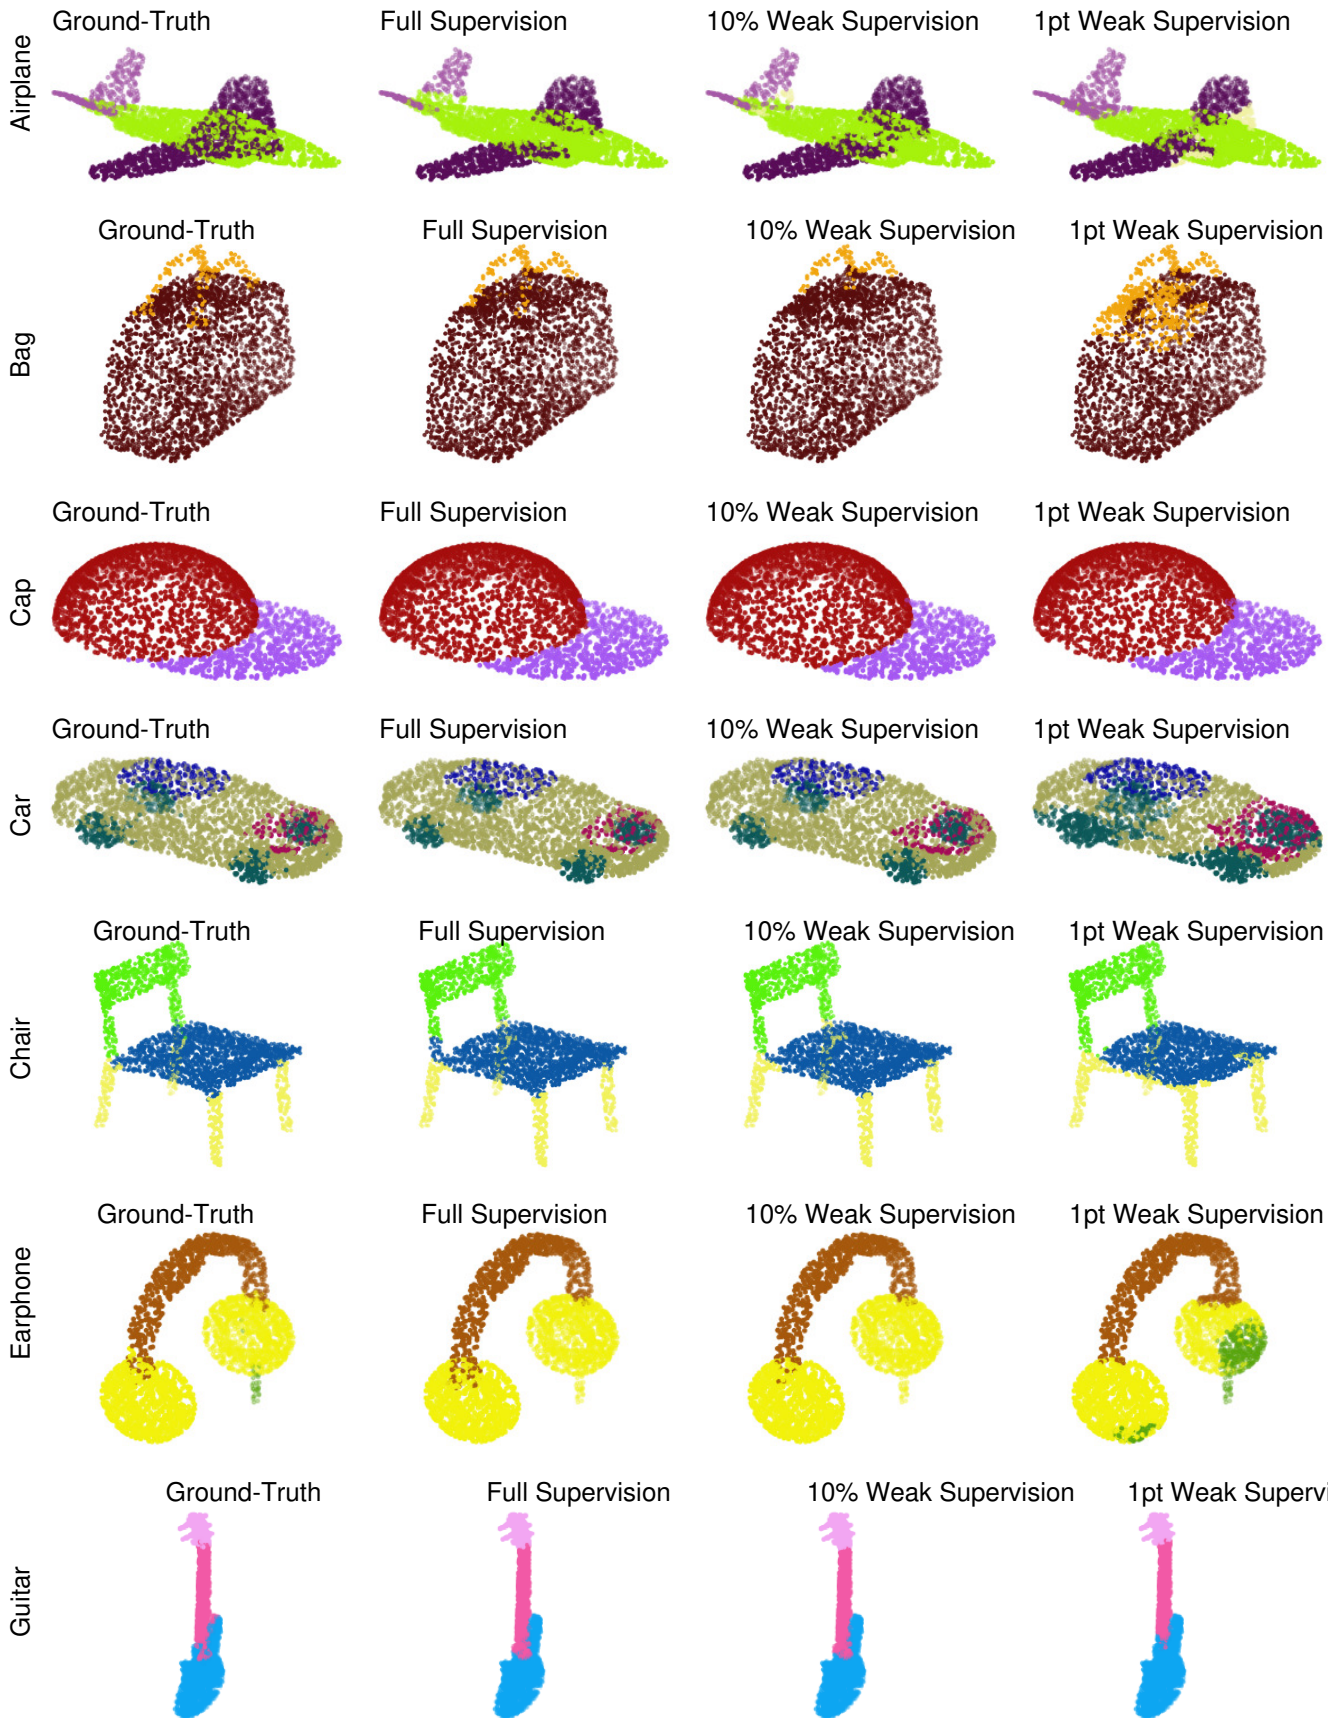 Ground-Truth Full Supervision 10% Weak Supervision 1pt Weak Supervision
Airplane
Ground-Truth Full Supervision 10% Weak Supervision 1pt Weak Supervision
Bag
Ground-Truth Full Supervision 10% Weak Supervision 1pt Weak Supervision
Cap
Ground-Truth Full Supervision 10% Weak Supervision 1pt Weak Supervision
Car
Ground-Truth Full Supervision 10% Weak Supervision 1pt Weak Supervision
Chair
Ground-Truth Full Supervision 10% Weak Supervision 1pt Weak Supervision
Earphone
Ground-Truth Full Supervision 10% Weak Supervision 1pt Weak Supervi
Guitar